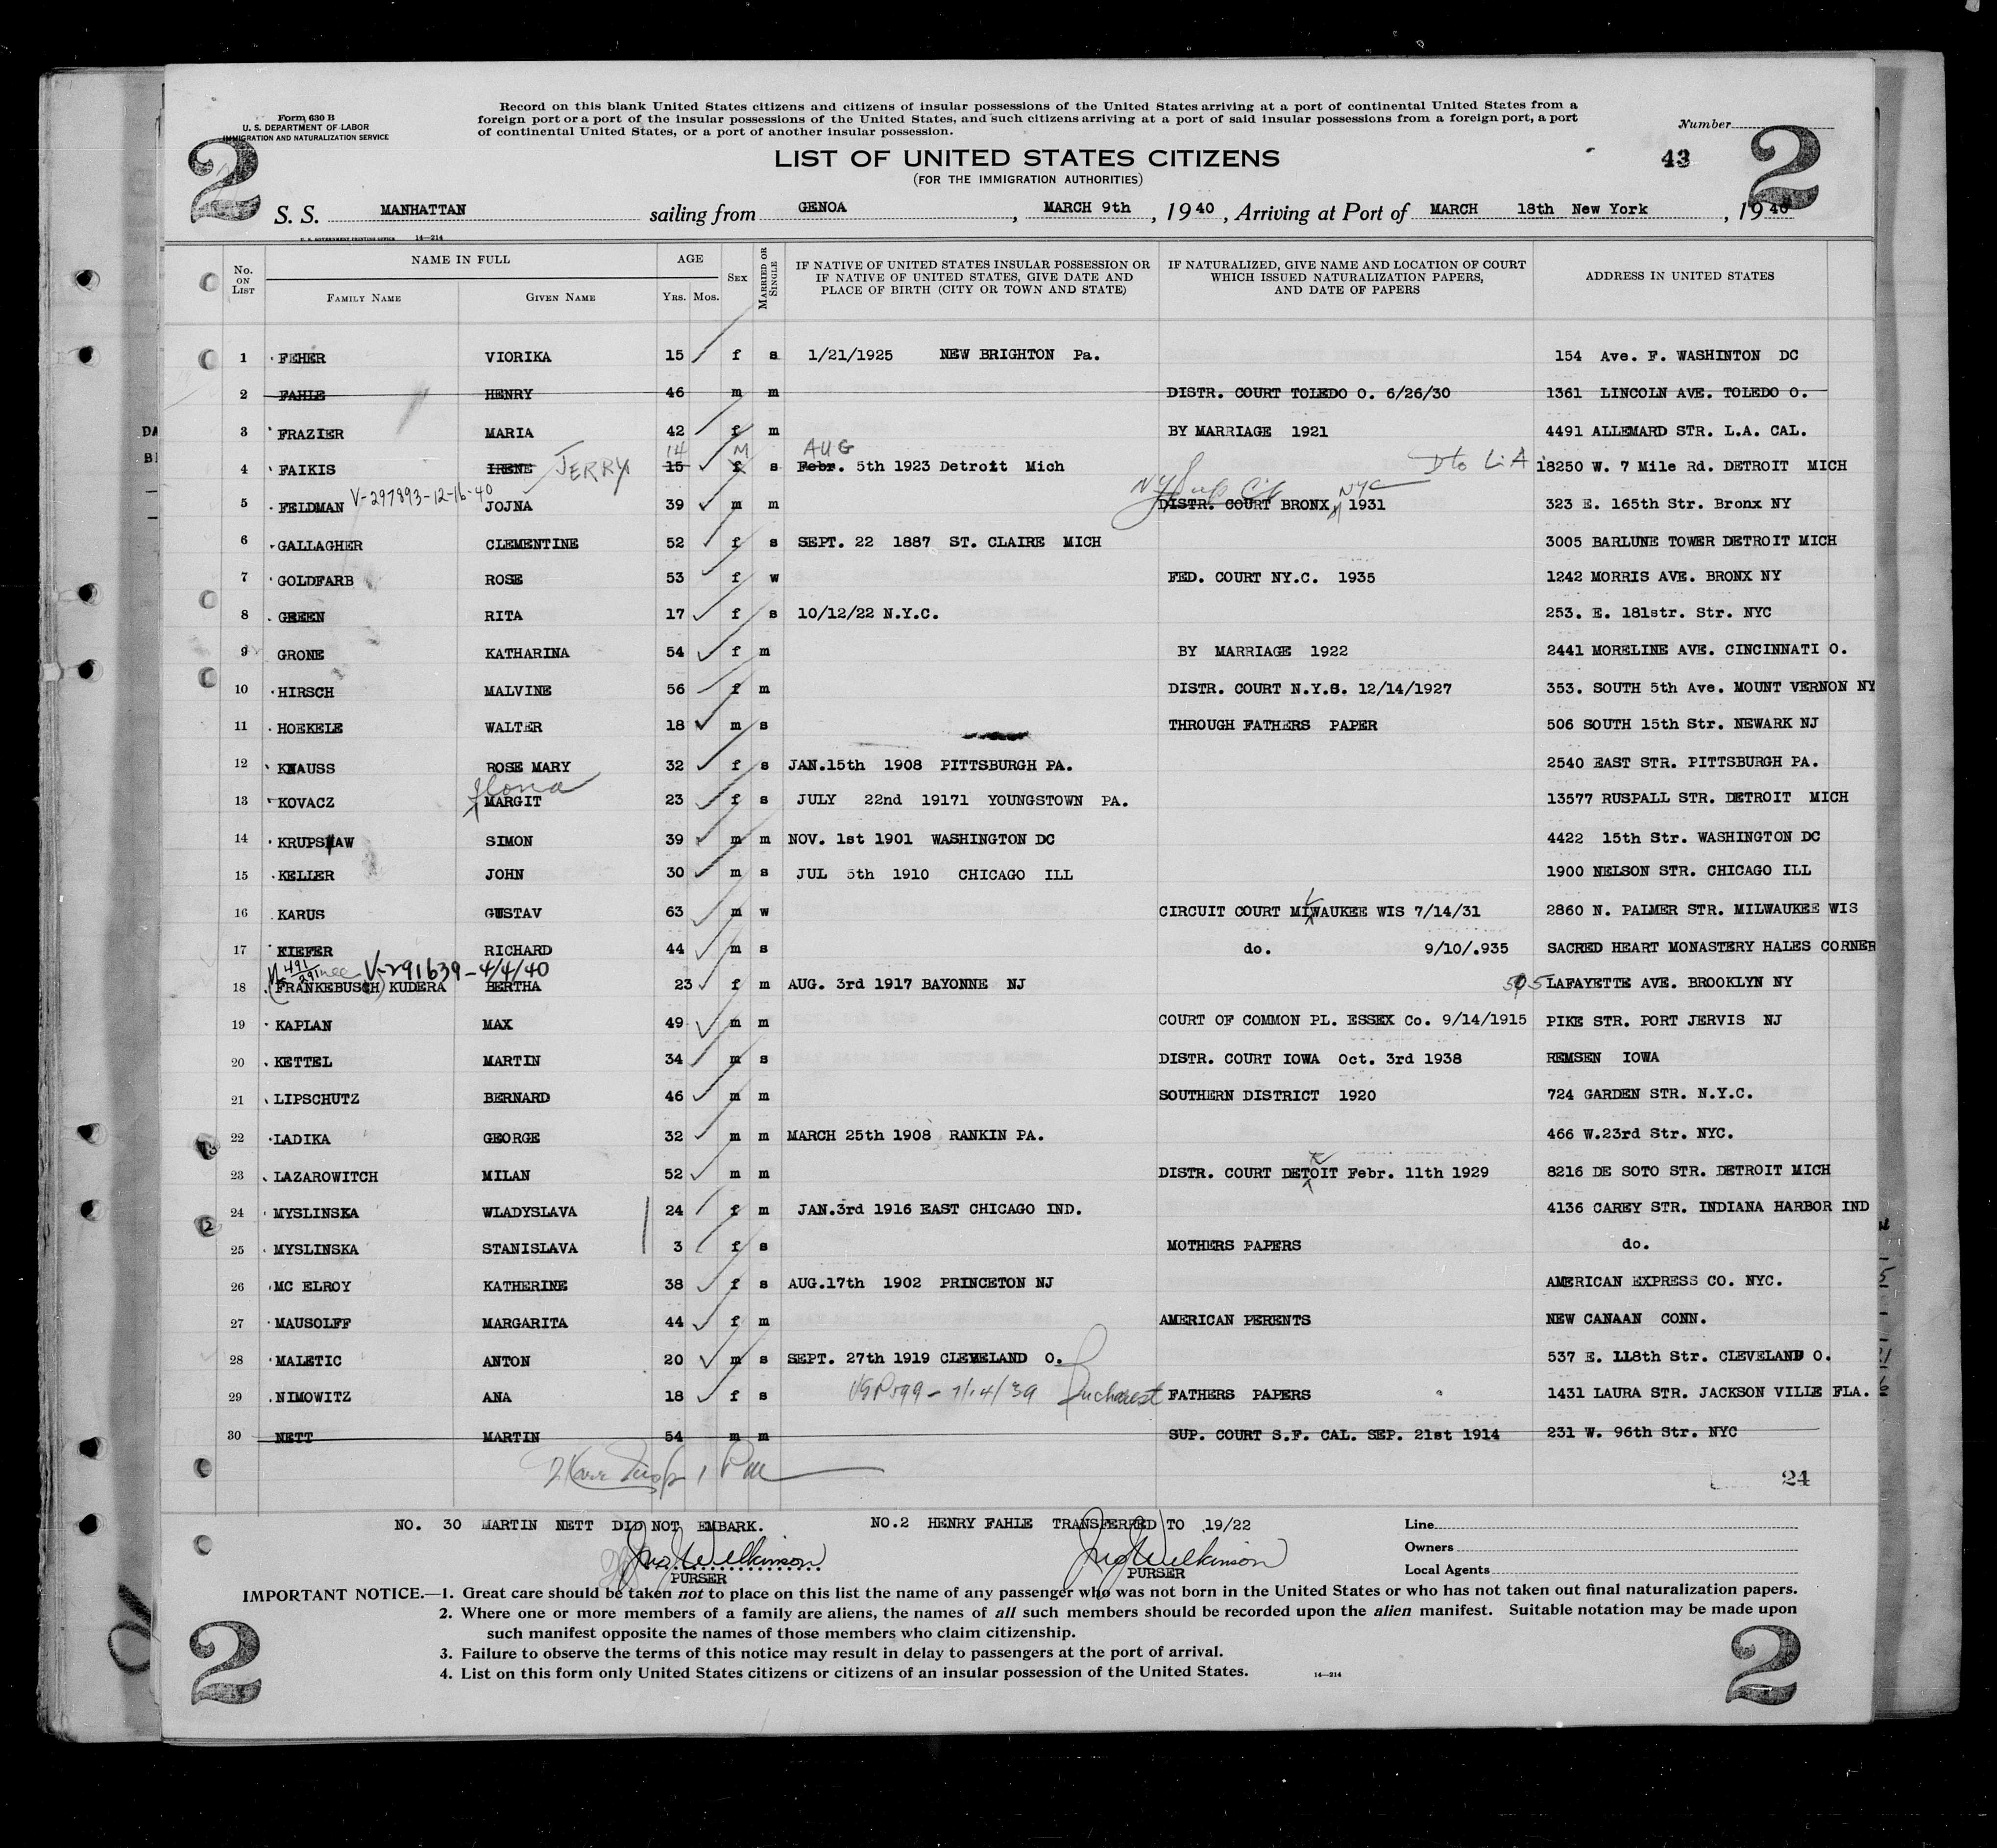 Form 630 B
U. S. DEPARTMENT OF LABOR
IMMIGRATION AND NATURALIZATION SERVICE
Record on this blank United States citizens and citizens of insular possessions of the United States arriving at a port of continental United States from a
foreign port or a port of the insular possessions of the United States, and such citizens arriving at a port of said insular possessions from a foreign port, a port
of continental United States, or a port of another insular possession.
Number
2 LIST OF UNITED STATES CITIZENS 43 2
(FOR THE IMMIGRATION AUTHORITIES)
S. S. MANHATTAN sailing from GENOA, MARCH 9th, 1940, Arriving at Port of MARCH 18th New York, 1940
U. S. GOVERNMENT PRINTING OFFICE 14—214
No. ON LIST NAME IN FULL AGE SEX MARRIED OR SINGLE IF NATIVE OF UNITED STATES INSULAR POSSESSION OR IF NATIVE OF UNITED STATES, GIVE DATE AND PLACE OF BIRTH (CITY OR TOWN AND STATE) IF NATURALIZED, GIVE NAME AND LOCATION OF COURT WHICH ISSUED NATURALIZATION PAPERS, AND DATE OF PAPERS ADDRESS IN UNITED STATES
FAMILY NAME GIVEN NAME YRS. MOS.
1 FEHER VIORIKA 15 f s 1/21/1925 NEW BRIGHTON Pa. 154 Ave. F. WASHINTON DC
2 FAHLE HENRY 46 m m DISTR. COURT TOLEDO O. 6/26/30 1361 LINCOLN AVE. TOLEDO O.
3 FRAZIER MARIA 42 f m BY MARRIAGE 1921 4491 ALLEMARD STR. L.A. CAL.
14 M AUG
4 FAIKIS IRENE JERRY 15 f s Febr. 5th 1923 Detroit Mich D to L.A 18250 W. 7 Mile Rd. DETROIT MICH
V-297893-12-16-40 NY Sup Ct NYC
5 FELDMAN JOJNA 39 m m DISTR. COURT BRONX, 1931 323 E. 165th Str. Bronx NY
6 GALLAGHER CLEMENTINE 52 f s SEPT. 22 1887 ST. CLAIRE MICH 3005 BARLUNE TOWER DETROIT MICH
7 GOLDFARB ROSE 53 f w FED. COURT NY.C. 1935 1242 MORRIS AVE. BRONX NY
8 GREEN RITA 17 f s 10/12/22 N.Y.C. 253. E. 181str. Str. NYC
9 GRONE KATHARINA 54 f m BY MARRIAGE 1922 2441 MORELINE AVE. CINCINNATI O.
10 HIRSCH MALVINE 56 f m DISTR. COURT N.Y.S. 12/14/1927 353. SOUTH 5th Ave. MOUNT VERNON NY
11 HOEKELE WALTER 18 m s THROUGH FATHERS PAPER 506 SOUTH 15th Str. NEWARK NJ
12 KNAUSS ROSE MARY 32 f s JAN.15th 1908 PITTSBURGH PA. 2540 EAST STR. PITTSBURGH PA.
Ilona
13 KOVACZ MARGIT 23 f s JULY 22nd 19171 YOUNGSTOWN PA. 13577 RUSPALL STR. DETROIT MICH
14 KRUPSHAW SIMON 39 m m NOV. 1st 1901 WASHINGTON DC 4422 15th Str. WASHINGTON DC
15 KELLER JOHN 30 m s JUL 5th 1910 CHICAGO ILL 1900 NELSON STR. CHICAGO ILL
16 KARUS GUSTAV 63 m w CIRCUIT COURT MILWAUKEE WIS 7/14/31 2860 N. PALMER STR. MILWAUKEE WIS
17 KIEFER RICHARD 44 m s do. 9/10/.935 SACRED HEART MONASTERY HALES CORNER
491/291 nee V-291639-4/4/40
18 (FRANKEBUSCH) KUDERA BERTHA 23 f m AUG. 3rd 1917 BAYONNE NJ 505 LAFAYETTE AVE. BROOKLYN NY
19 KAPLAN MAX 49 m m COURT OF COMMON PL. ESSEX Co. 9/14/1915 PIKE STR. PORT JERVIS NJ
20 KETTEL MARTIN 34 m s DISTR. COURT IOWA Oct. 3rd 1938 REMSEN IOWA
21 LIPSCHUTZ BERNARD 46 m m SOUTHERN DISTRICT 1920 724 GARDEN STR. N.Y.C.
22 LADIKA GEORGE 32 m m MARCH 25th 1908 RANKIN PA. 466 W.23rd Str. NYC.
23 LAZAROWITCH MILAN 52 m m DISTR. COURT DETROIT Febr. 11th 1929 8216 DE SOTO STR. DETROIT MICH
24 MYSLINSKA WLADYSLAVA 24 f m JAN.3rd 1916 EAST CHICAGO IND. 4136 CAREY STR. INDIANA HARBOR IND
25 MYSLINSKA STANISLAVA 3 f s MOTHERS PAPERS do.
26 MC ELROY KATHERINE 38 f s AUG.17th 1902 PRINCETON NJ AMERICAN EXPRESS CO. NYC.
27 MAUSOLFF MARGARITA 44 f m AMERICAN PERENTS NEW CANAAN CONN.
28 MALETIC ANTON 20 m s SEPT. 27th 1919 CLEVELAND O. 537 E. 118th Str. CLEVELAND O.
29 NIMOWITZ ANA 18 f s USP 599 - 7/14/39 Bucharest FATHERS PAPERS 1431 LAURA STR. JACKSON VILLE FLA.
30 NETT MARTIN 54 m m SUP. COURT S.F. CAL. SEP. 21st 1914 231 W. 96th Str. NYC
24
NO. 30 MARTIN NETT DID NOT EMBARK. NO.2 HENRY FAHLE TRANSFERRED TO 19/22 Line
Jno J Wilkinson Jno J Wilkinson Owners
PURSER PURSER Local Agents
IMPORTANT NOTICE.—1. Great care should be taken not to place on this list the name of any passenger who was not born in the United States or who has not taken out final naturalization papers.
2. Where one or more members of a family are aliens, the names of all such members should be recorded upon the alien manifest. Suitable notation may be made upon
such manifest opposite the names of those members who claim citizenship.
3. Failure to observe the terms of this notice may result in delay to passengers at the port of arrival.
4. List on this form only United States citizens or citizens of an insular possession of the United States. 14—214
2 2